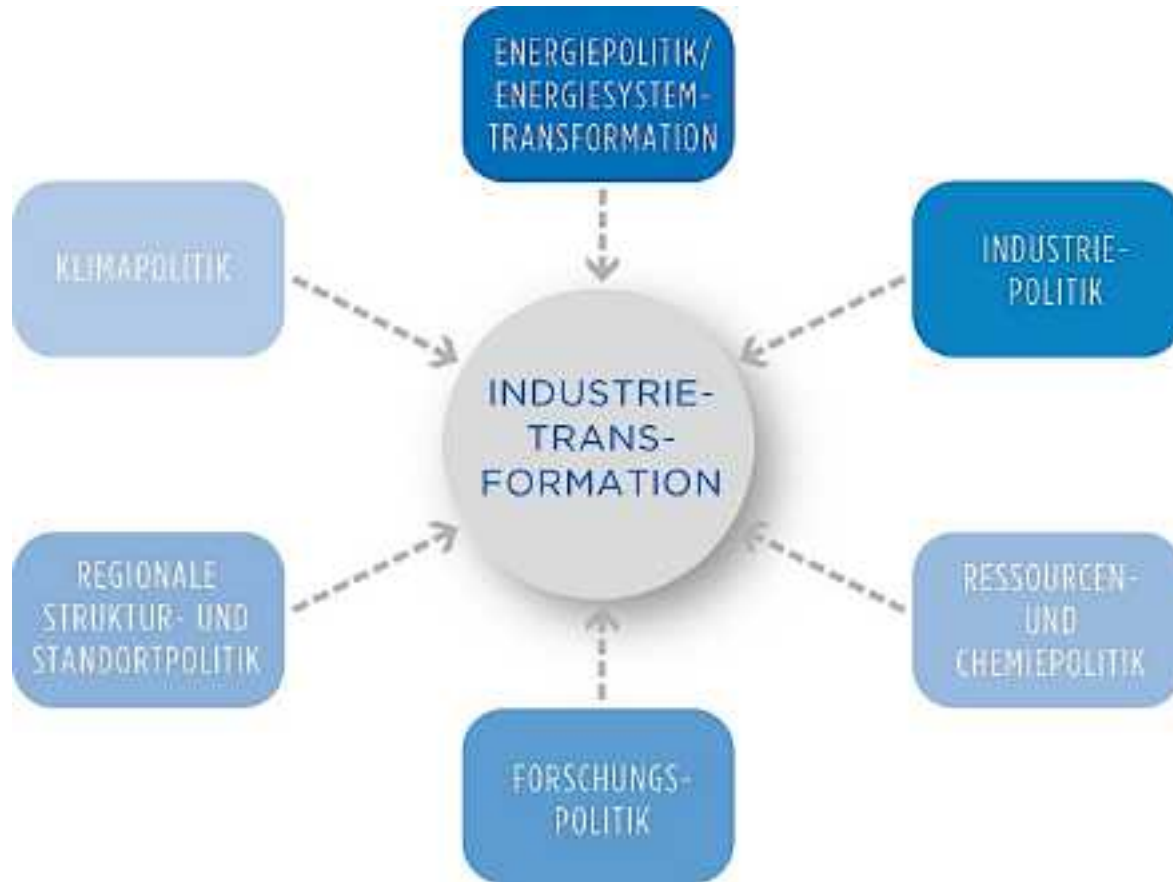 ENERGIEPOLITIK/
ENERGIESYSTEM-
TRANSFORMATION
KLIMAPOLITIK
INDUSTRIE-
POLITIK
INDUSTRIE-
TRANS-
FORMATION
REGIONALE
STRUKTUR- UND
STANDORTPOLITIK
RESSOURCEN-
UND
CHEMIEPOLITIK
FORSCHUNGS-
POLITIK